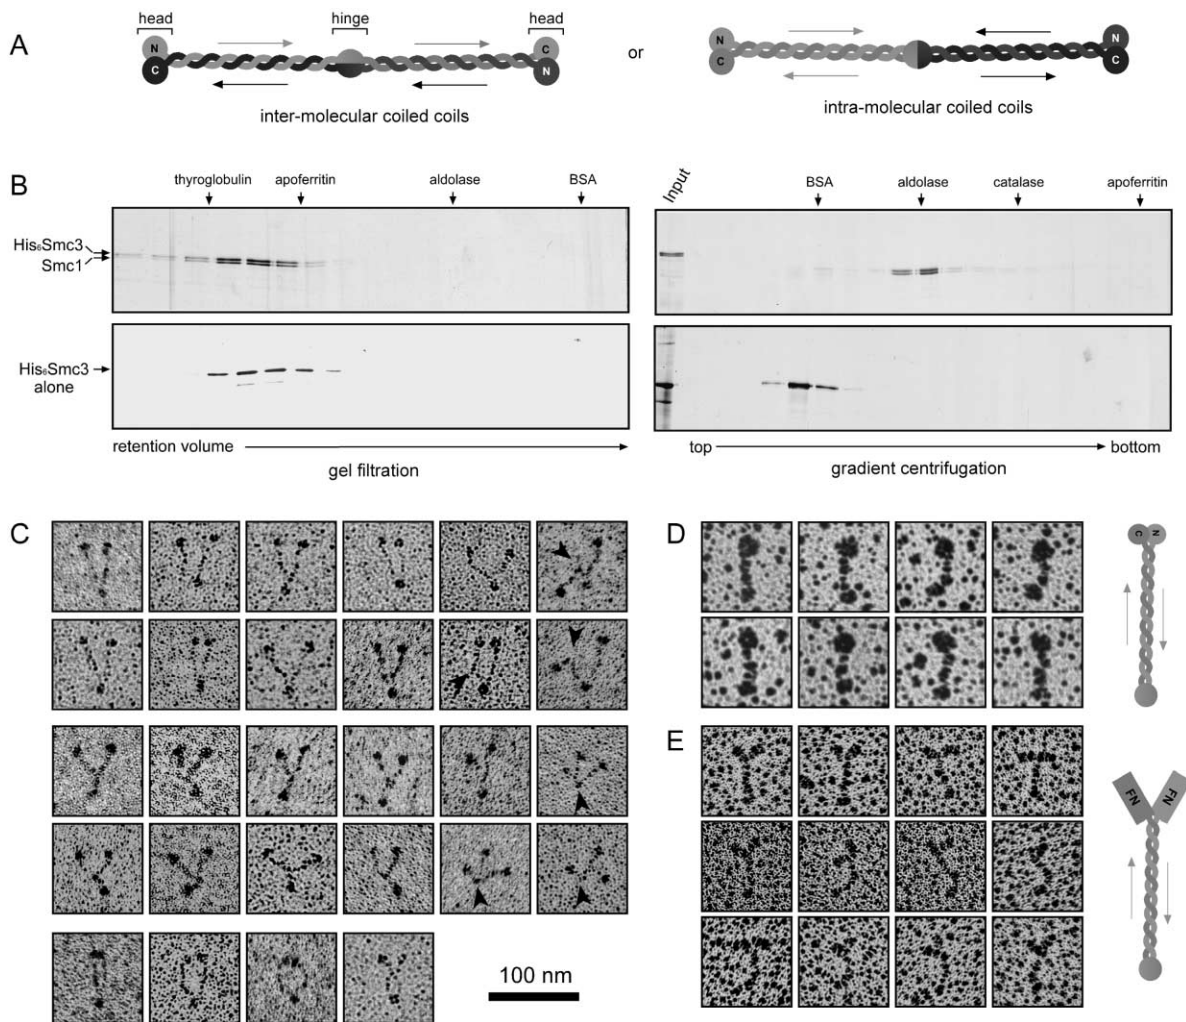 A
head
hinge
head
N
C
C
N
inter-molecular coiled coils
or
N
C
N
C
intra-molecular coiled coils
B
thyroglobulin
apoferritin
aldolase
BSA
Input
BSA
aldolase
catalase
apoferritin
His₆Smc3
Smc1
His₆Smc3
alone
retention volume
gel filtration
top
bottom
gradient centrifugation
C
D
C
N
E
FN
FN
100 nm